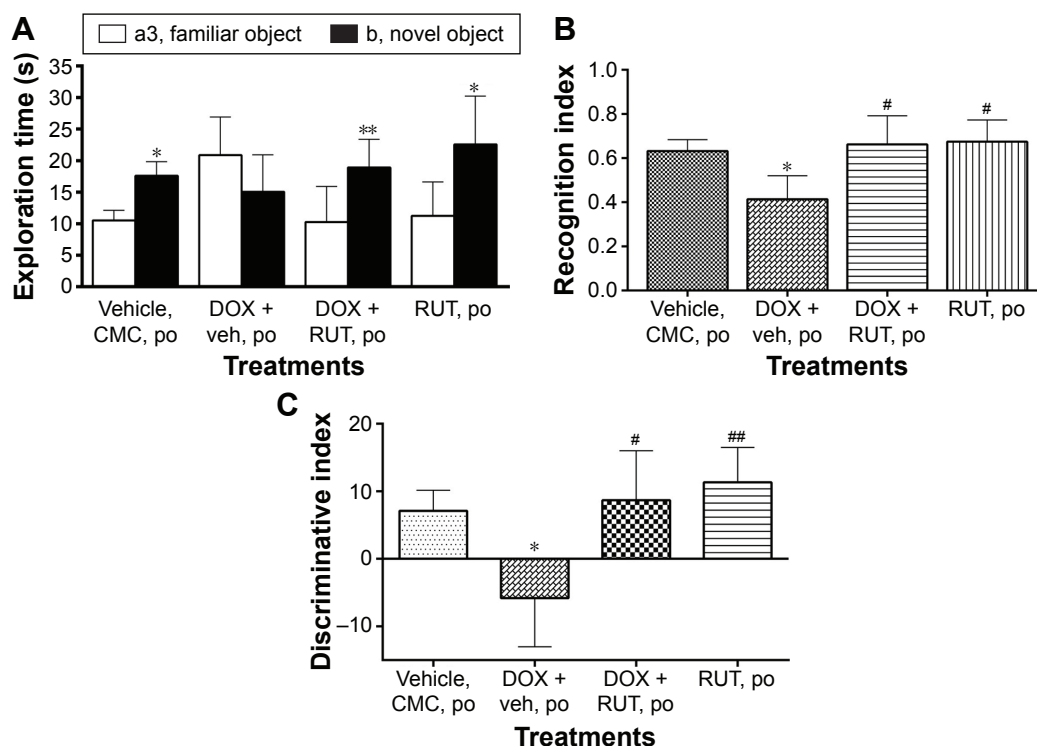 A
a3, familiar object
b, novel object
Exploration time (s)
35
30
25
20
15
10
5
0
*
**
*
Vehicle, CMC, po
DOX + veh, po
DOX + RUT, po
RUT, po
Treatments
B
Recognition index
1.0
0.8
0.6
0.4
0.2
0.0
*
#
#
Vehicle, CMC, po
DOX + veh, po
DOX + RUT, po
RUT, po
Treatments
C
Discriminative index
20
10
0
–10
*
#
##
Vehicle, CMC, po
DOX + veh, po
DOX + RUT, po
RUT, po
Treatments